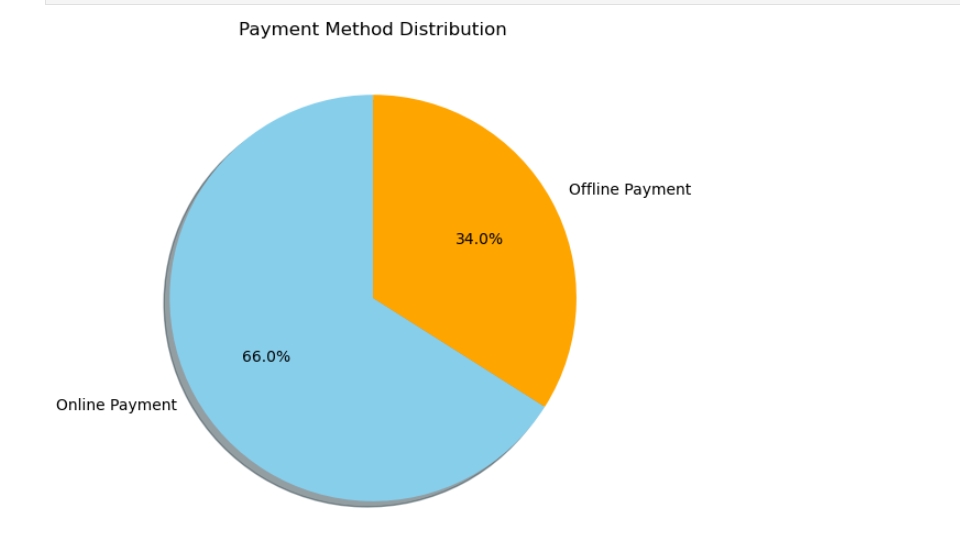 Payment Method Distribution
Offline Payment
34.0%
66.0%
Online Payment